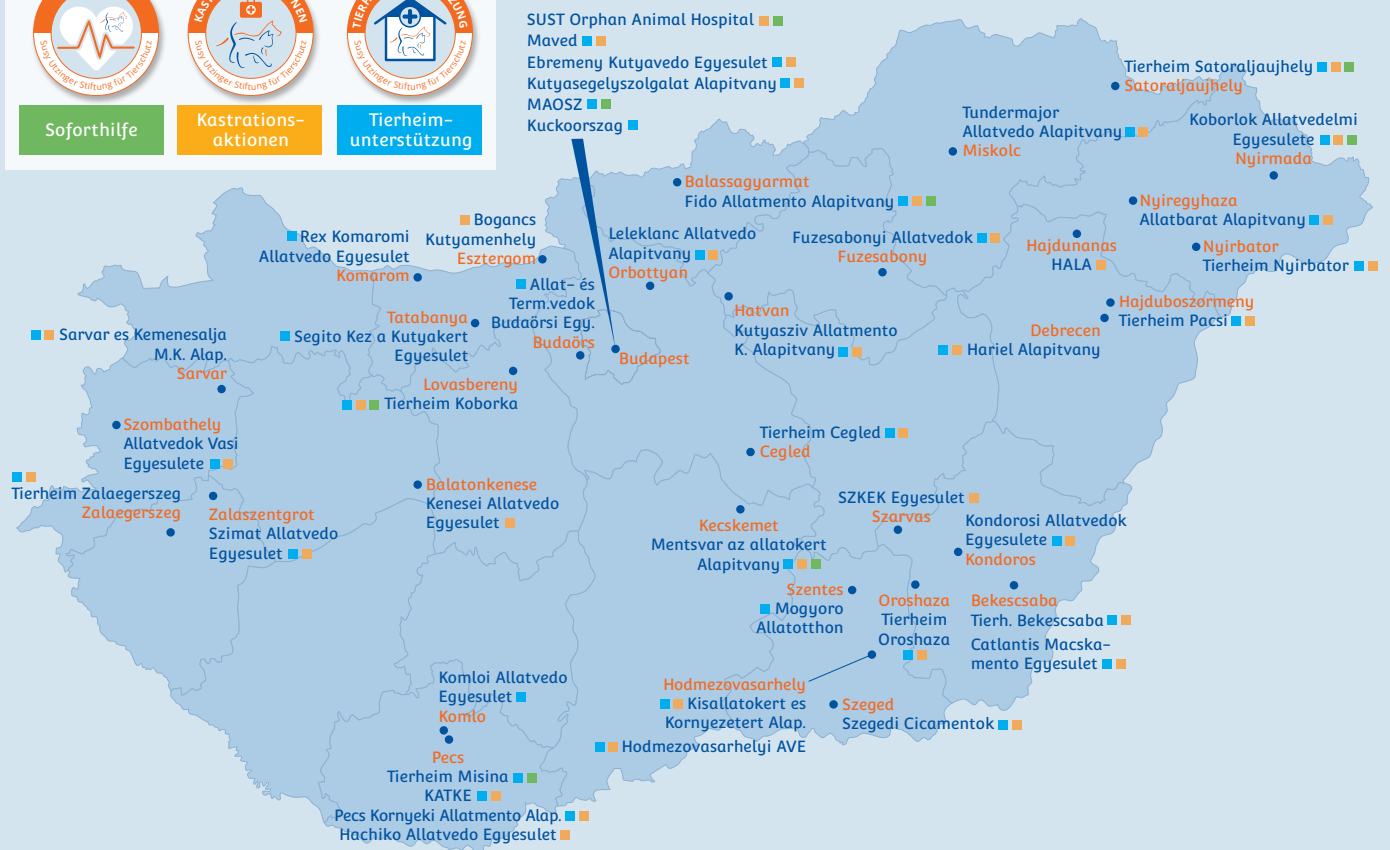 Susy Utzinger Stiftung für Tierschutz
KASTRATIONSAKTIONEN
Susy Utzinger Stiftung für Tierschutz
Susy Utzinger Stiftung für Tierschutz
Soforthilfe
Kastrations-
aktionen
Tierheim-
unterstützung
SUST Orphan Animal Hospital
Maved
Ebremeny Kutyavedo Egyesulet
Kutyasegelyszolgalat Alapitvany
MAOSZ
Kuckoorszag
Tierheim Satoraljaujhely
Satoraljaujhely
Tundermajor
Allatvedo Alapitvany
Miskolc
Koborlok Allatvedelmi
Egyesulete
Nyirmada
Balassagyarmat
Fido Allatmento Alapitvany
Nyiregyhaza
Allatbarat Alapitvany
Bogancs
Kutyamenhely
Esztergom
Rex Komaromi
Allatvedo Egyesulet
Komarom
Leleklanc Allatvedo
Alapitvany
Orbottyan
Fuzesabonyi Allatvedok
Fuzesabony
Hajdunanas
HALA
Nyirbator
Tierheim Nyirbator
Allat- és
Term.vedok
Budaörsi Egy.
Budaörs
Budapest
Hatvan
Kutyasziv Allatmento
K. Alapitvany
Hajduboszormeny
Tierheim Pacsi
Debrecen
Hariel Alapitvany
Tatabanya
Segito Kez a Kutyakert
Egyesulet
Sarvar es Kemenesalja
M.K. Alap.
Sarvar
Lovasbereny
Tierheim Koborka
Szombathely
Allatvedok Vasi
Egyesulete
Tierheim Cegled
Cegled
Tierheim Zalaegerszeg
Zalaegerszeg
Zalaszentgrot
Szimat Allatvedo
Egyesulet
Balatonkenese
Kenesei Allatvedo
Egyesulet
Kecskemet
Mentsvar az allatokert
Alapitvany
SZKEK Egyesulet
Szarvas
Kondorosi Allatvedok
Egyesulete
Kondoros
Szentes
Mogyoro
Allatotthon
Oroshaza
Tierheim
Oroshaza
Bekescsaba
Tierh. Bekescsaba
Catlantis Macska-
mento Egyesulet
Komloi Allatvedo
Egyesulet
Komlo
Hodmezovasarhely
Kisallatokert es
Kornyezetert Alap.
Hodmezovasarhelyi AVE
Szeged
Szegedi Cicamentok
Pecs
Tierheim Misina
KATKE
Pecs Kornyeki Allatmento Alap.
Hachiko Allatvedo Egyesulet